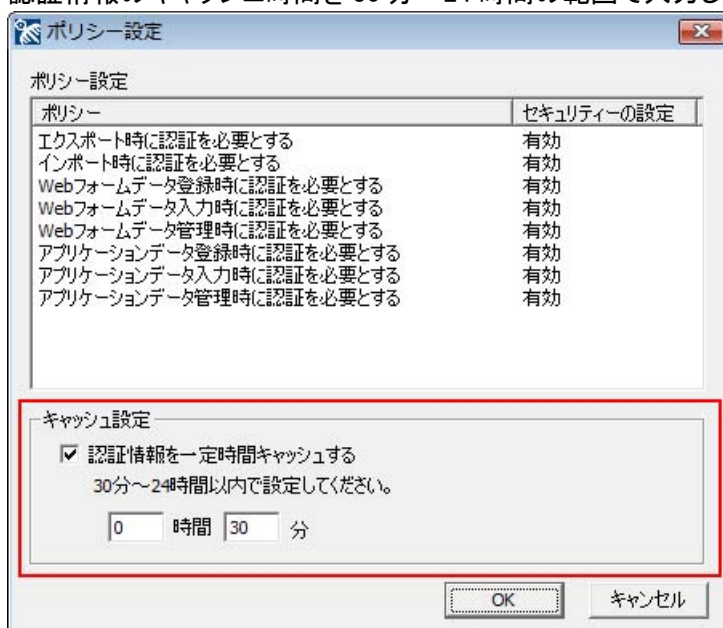 ポリシー設定
ポリシー設定
ポリシー セキュリティーの設定
エクスポート時に認証を必要とする 有効
インポート時に認証を必要とする 有効
Webフォームデータ登録時に認証を必要とする 有効
Webフォームデータ入力時に認証を必要とする 有効
Webフォームデータ管理時に認証を必要とする 有効
アプリケーションデータ登録時に認証を必要とする 有効
アプリケーションデータ入力時に認証を必要とする 有効
アプリケーションデータ管理時に認証を必要とする 有効
キャッシュ設定
認証情報を一定時間キャッシュする
30分～24時間以内で設定してください。
0 時間 30 分
OK キャンセル